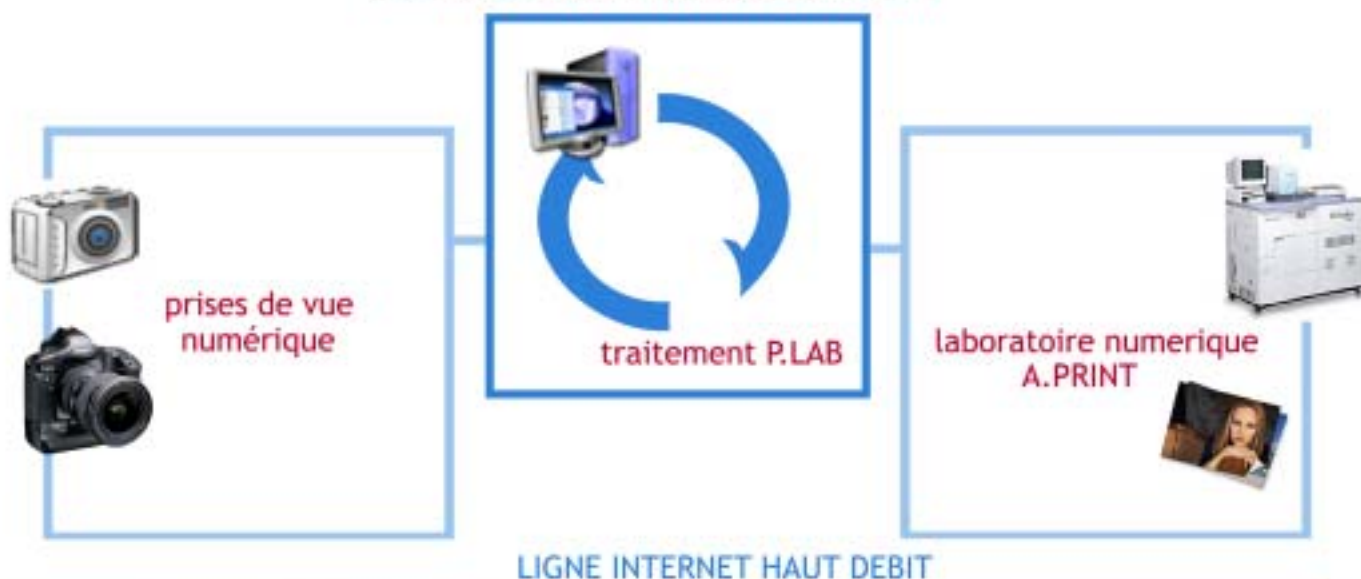 prises de vue
numérique
traitement P.LAB
laboratoire numerique
A.PRINT
LIGNE INTERNET HAUT DEBIT